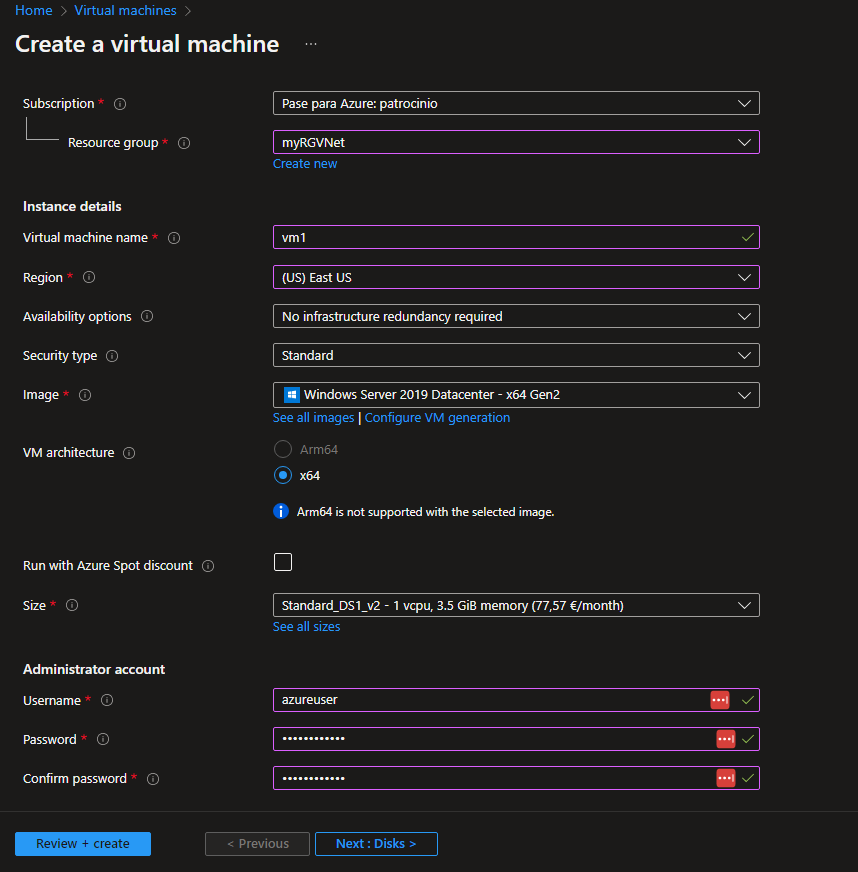 Home > Virtual machines >
Create a virtual machine ...
Subscription * Pase para Azure: patrocinio
Resource group * myRGVNet
Create new
Instance details
Virtual machine name * vm1
Region * (US) East US
Availability options No infrastructure redundancy required
Security type Standard
Image * Windows Server 2019 Datacenter - x64 Gen2
See all images | Configure VM generation
VM architecture Arm64
x64
Arm64 is not supported with the selected image.
Run with Azure Spot discount
Size * Standard_DS1_v2 - 1 vcpu, 3.5 GiB memory (77,57 €/month)
See all sizes
Administrator account
Username * azureuser
Password * ••••••••••••
Confirm password * ••••••••••••
Review + create < Previous Next : Disks >